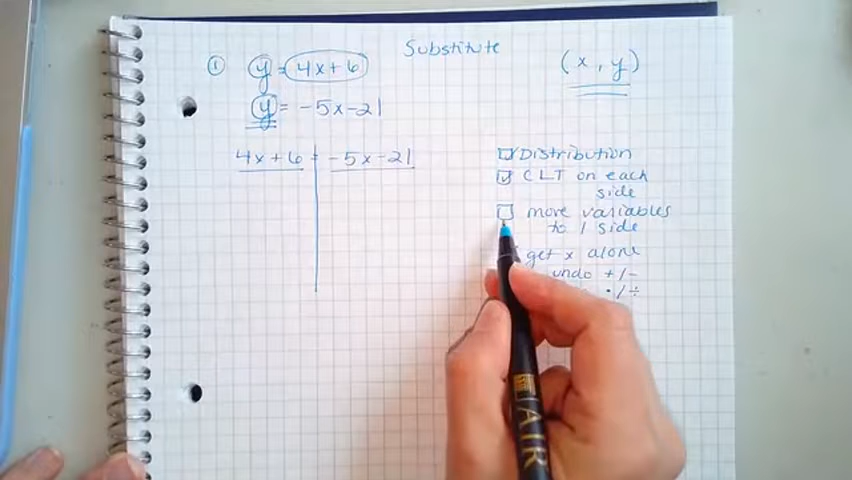 Substitute
① y = 4x+6
(x, y)
y = -5x-21
4x+6 = -5x-21
Distribution
CLT on each
side
more variables
to 1 side
get x alone
undo +/-
·/÷
AIR